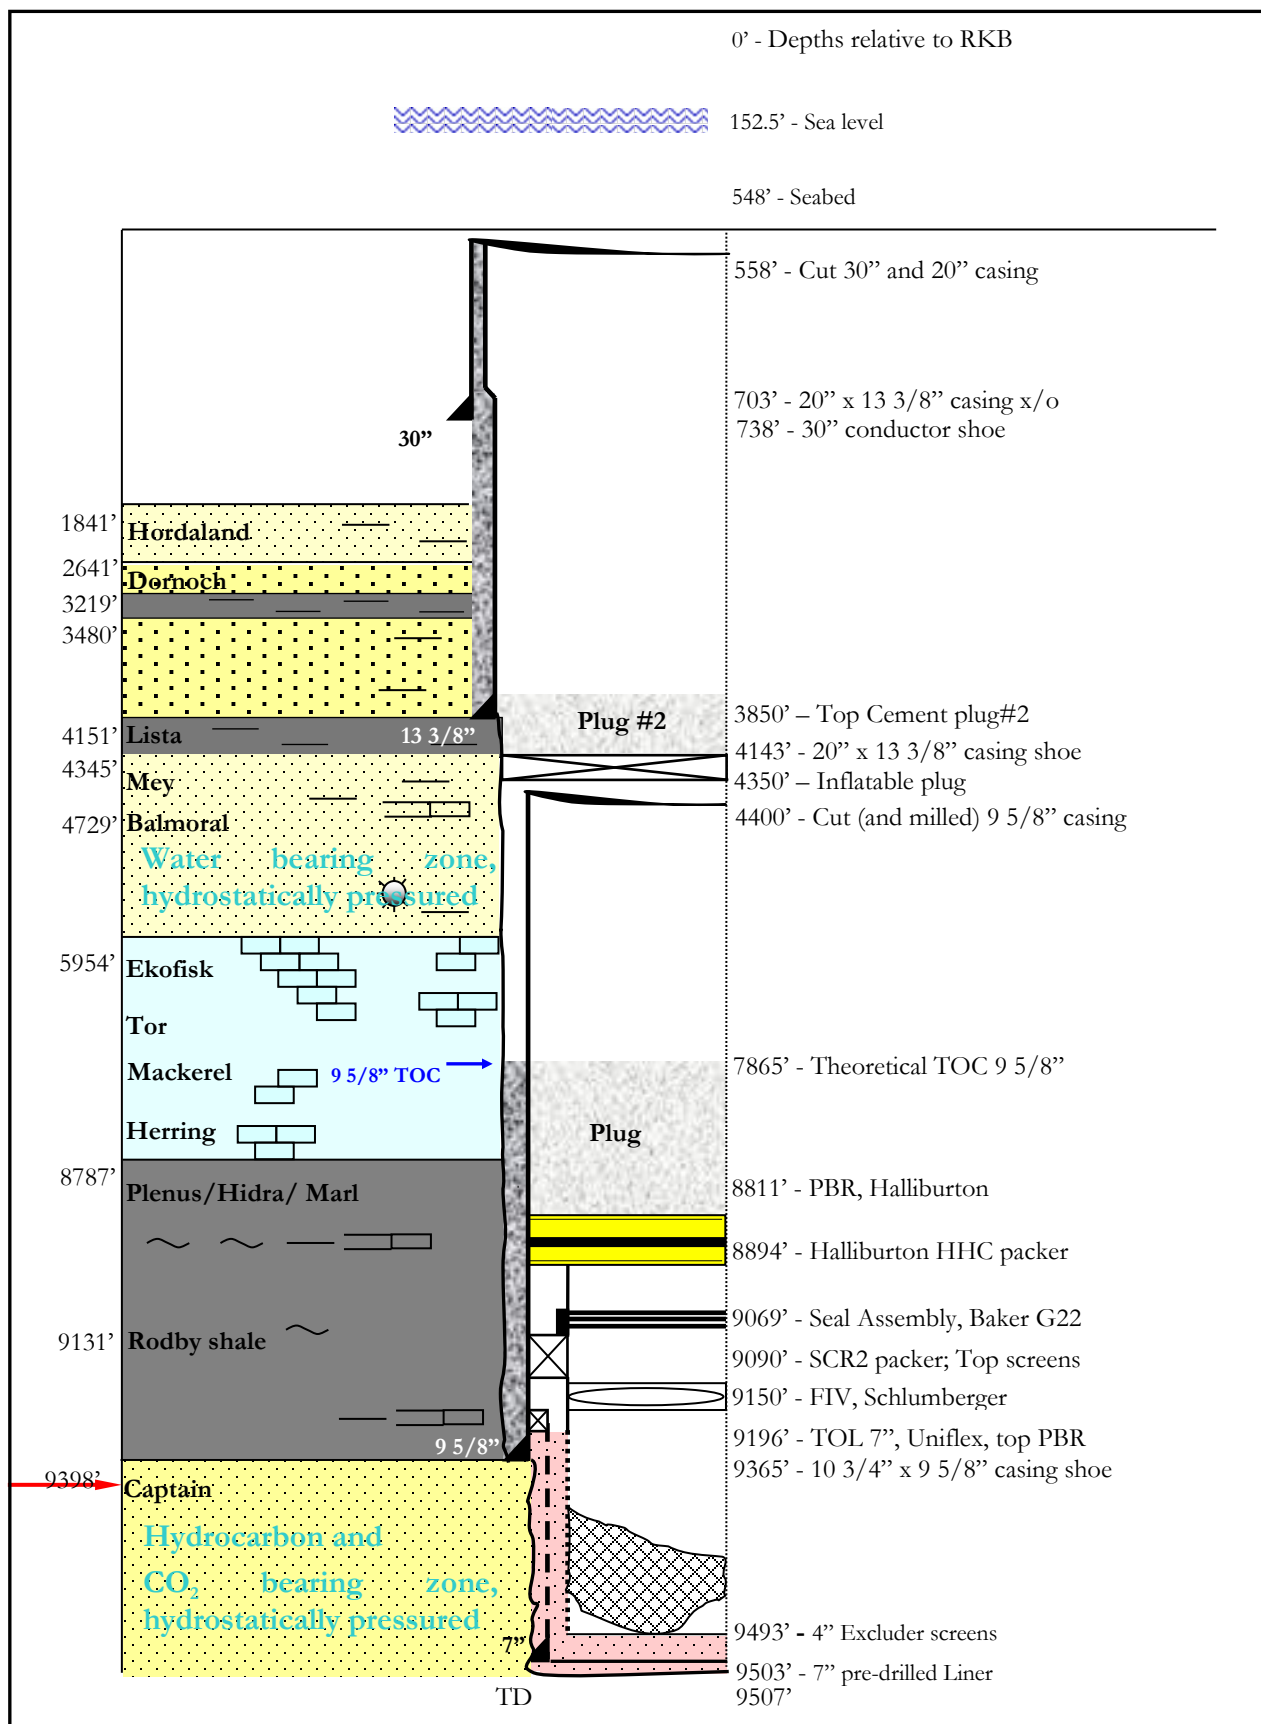 0’ - Depths relative to RKB
152.5’ - Sea level
548’ - Seabed
558’ - Cut 30” and 20” casing
703’ - 20” x 13 3/8” casing x/o
738’ - 30” conductor shoe
30”
1841’
Hordaland
2641’
Dornoch
3219’
3480’
Plug #2
3850’ – Top Cement plug#2
4151’
Lista
13 3/8”
4143’ - 20” x 13 3/8” casing shoe
4345’
Mey
4350’ – Inflatable plug
4729’
Balmoral
4400’ - Cut (and milled) 9 5/8” casing
Water bearing zone,
hydrostatically pressured
5954’
Ekofisk
Tor
Mackerel
9 5/8” TOC
7865’ - Theoretical TOC 9 5/8”
Herring
Plug
8787’
Plenus/Hidra/ Marl
8811’ - PBR, Halliburton
8894’ - Halliburton HHC packer
9069’ - Seal Assembly, Baker G22
9131’
Rodby shale
9090’ - SCR2 packer; Top screens
9150’ - FIV, Schlumberger
9 5/8”
9196’ - TOL 7”, Uniflex, top PBR
9365’ - 10 3/4” x 9 5/8” casing shoe
9398’
Captain
Hydrocarbon and
CO₂ bearing zone,
hydrostatically pressured
7”
9493’ - 4” Excluder screens
9503’ - 7” pre-drilled Liner
TD
9507’